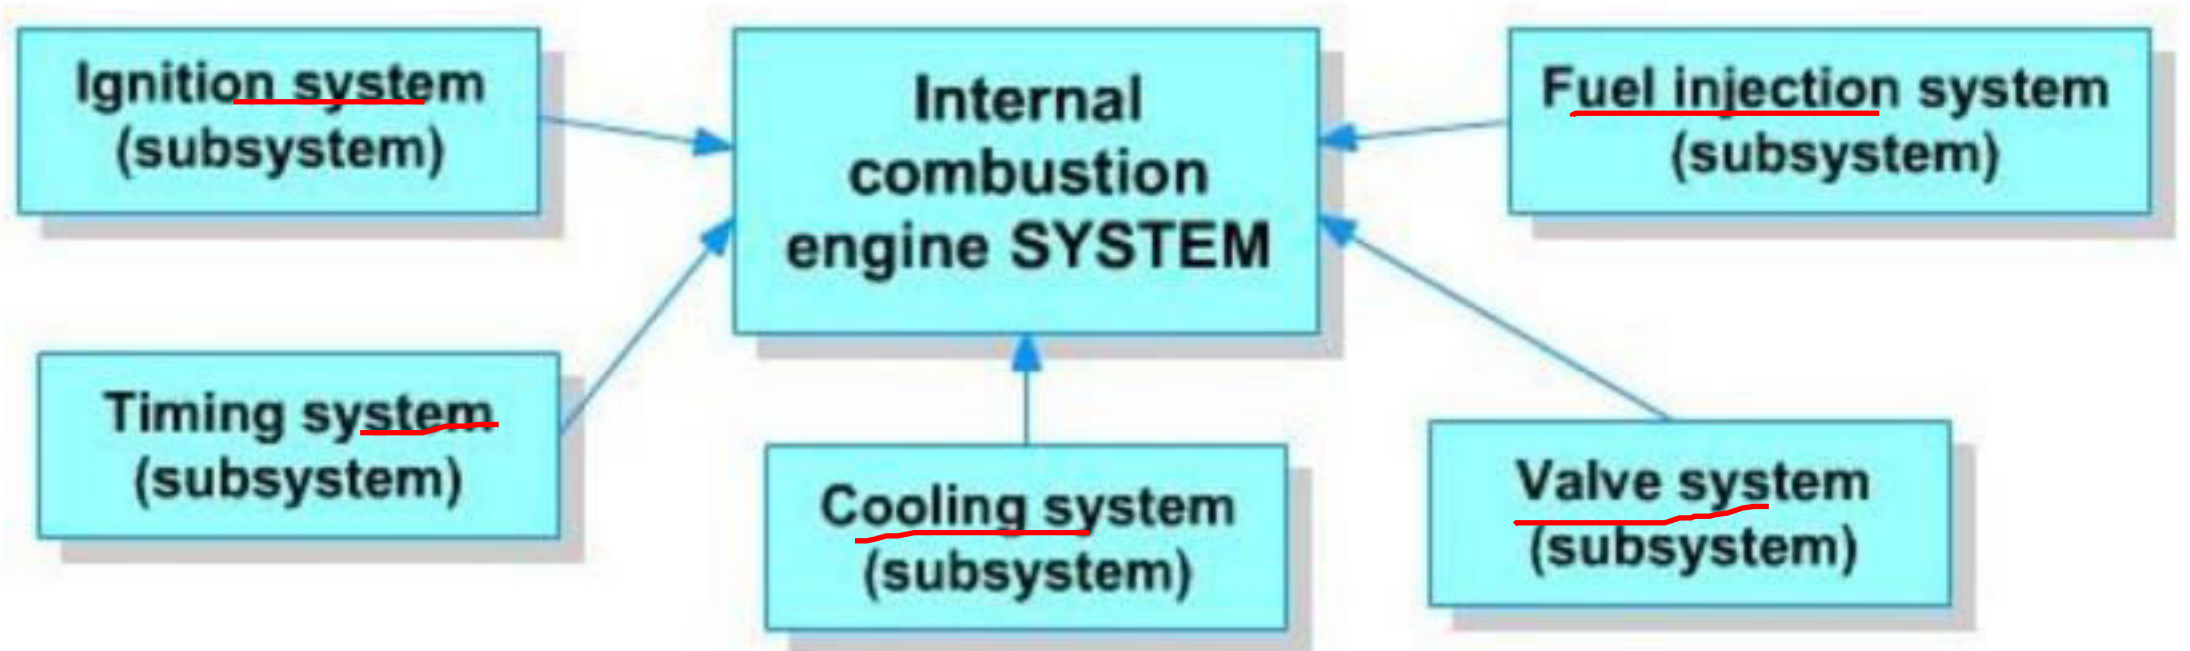 Ignition system
(subsystem)
Internal
combustion
engine SYSTEM
Fuel injection system
(subsystem)
Timing system
(subsystem)
Cooling system
(subsystem)
Valve system
(subsystem)